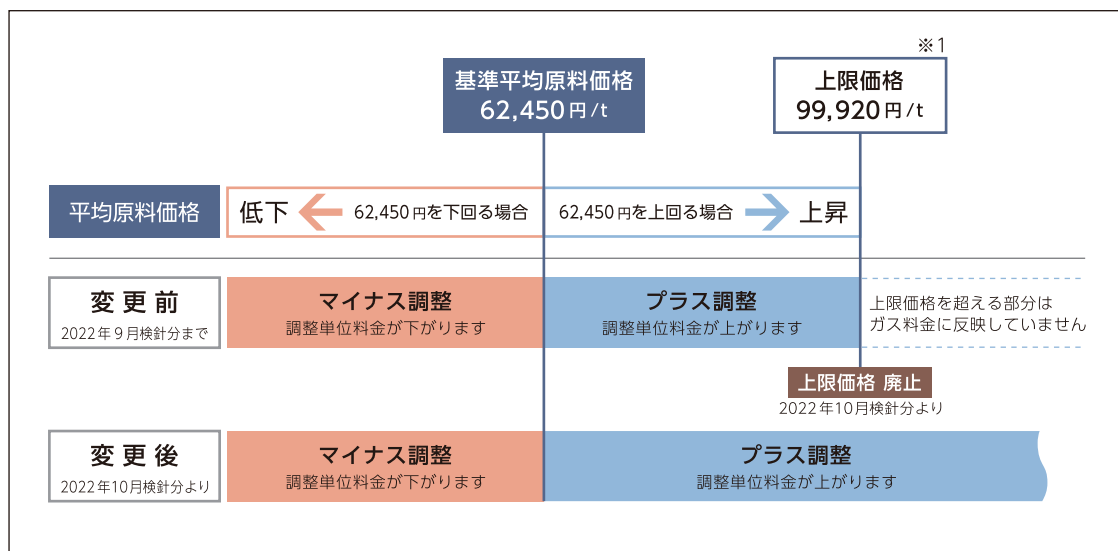 ※1
基準平均原料価格
62,450円/t
上限価格
99,920円/t
平均原料価格
低下
62,450円を下回る場合
62,450円を上回る場合
上昇
変更前
2022年9月検針分まで
マイナス調整
調整単位料金が下がります
プラス調整
調整単位料金が上がります
上限価格を超える部分は
ガス料金に反映していません
上限価格 廃止
2022年10月検針分より
変更後
2022年10月検針分より
マイナス調整
調整単位料金が下がります
プラス調整
調整単位料金が上がります